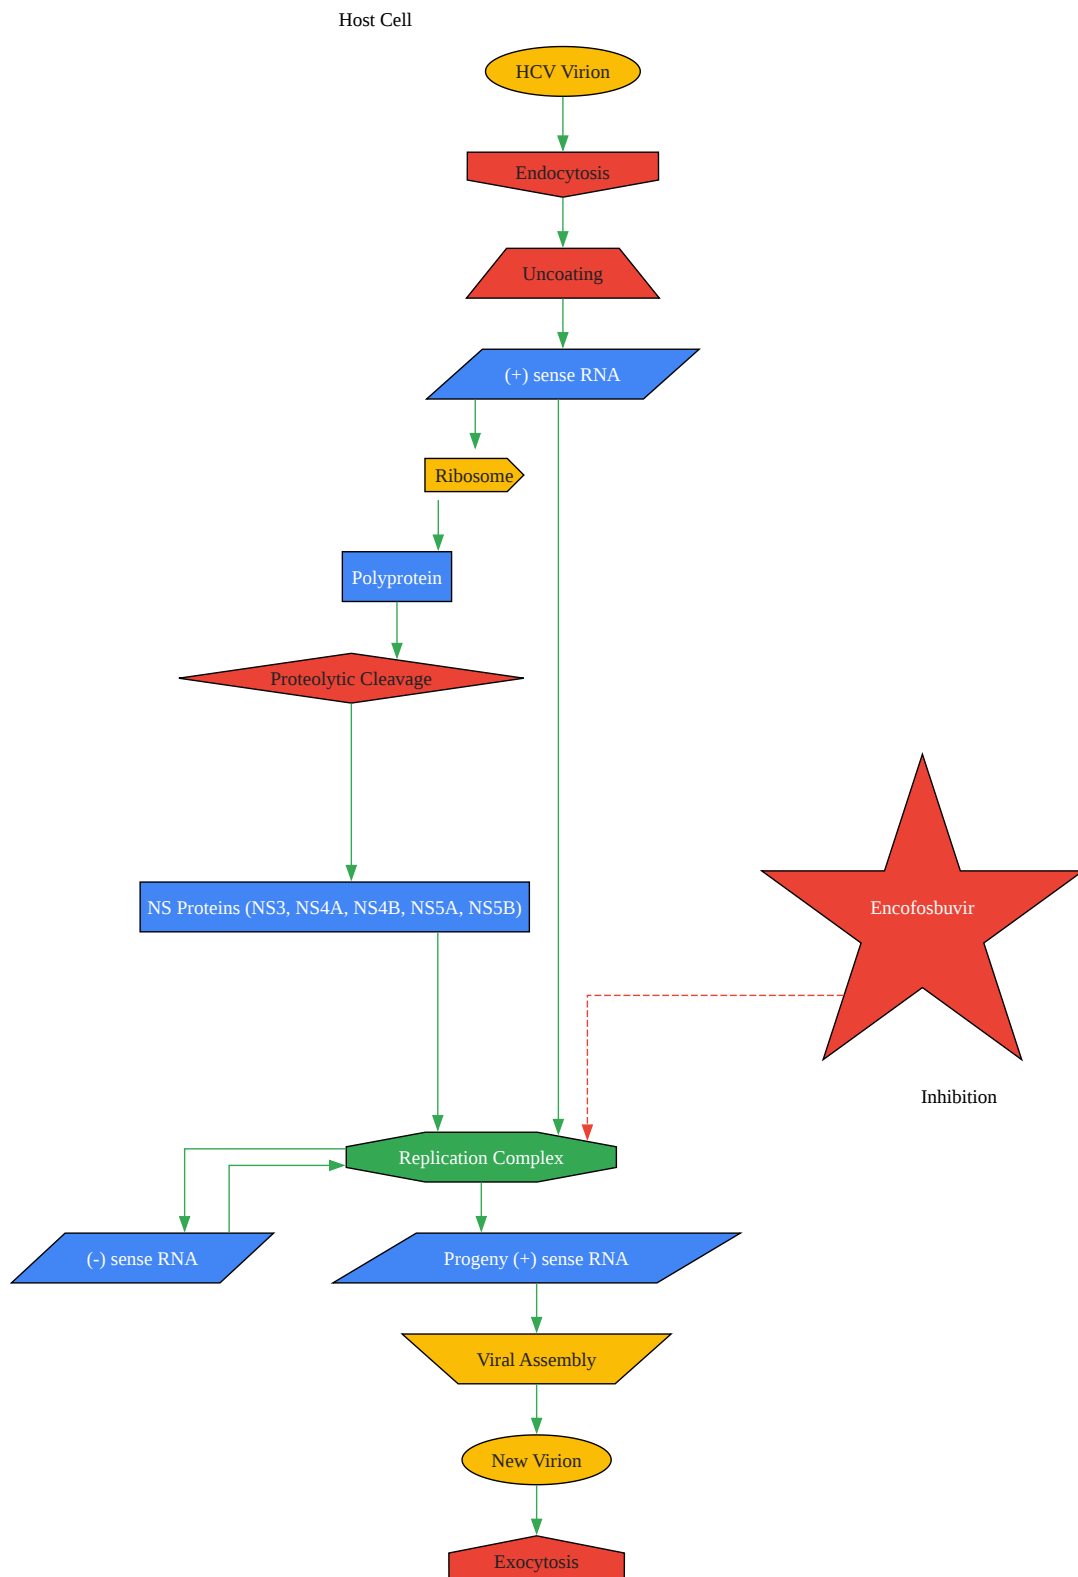 Host Cell
HCV Virion
Endocytosis
Uncoating
(+) sense RNA
Ribosome
Polyprotein
Proteolytic Cleavage
NS Proteins (NS3, NS4A, NS4B, NS5A, NS5B)
Encofosbuvir
Inhibition
Replication Complex
(-) sense RNA
Progeny (+) sense RNA
Viral Assembly
New Virion
Exocytosis